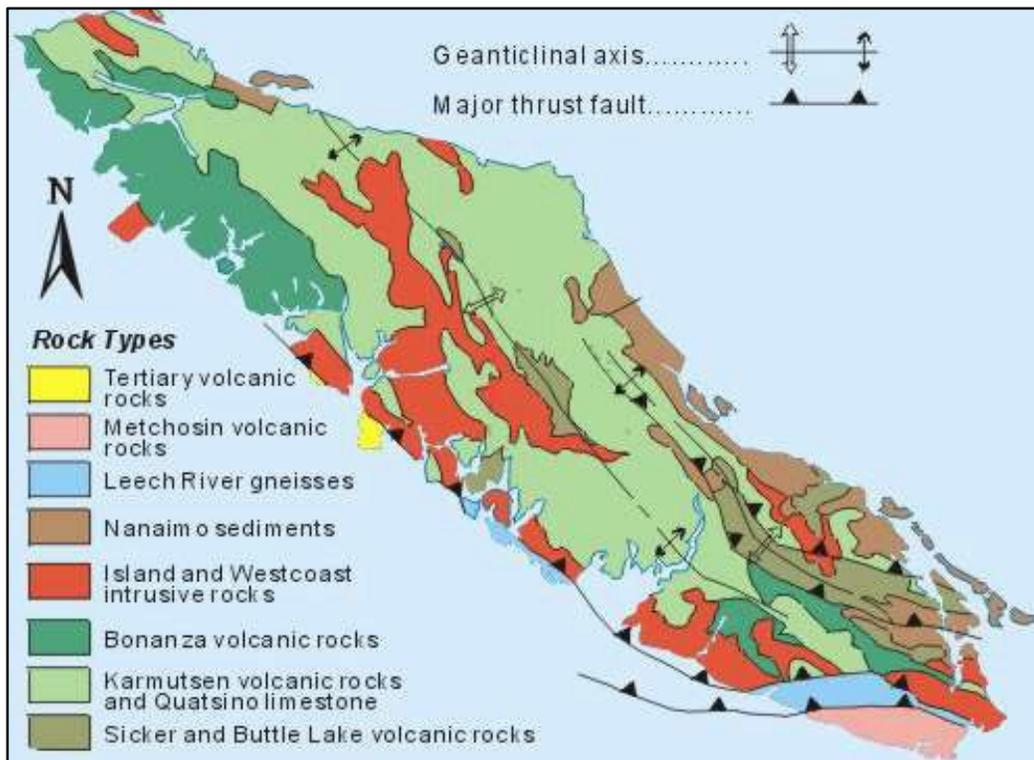 Geanticlinal axis............
Major thrust fault............
N
Rock Types
Tertiary volcanic
rocks
Metchosin volcanic
rocks
Leech River gneisses
Nanaimo sediments
Island and Westcoast
intrusive rocks
Bonanza volcanic rocks
Karmutsen volcanic rocks
and Quatsino limestone
Sicker and Buttle Lake volcanic rocks